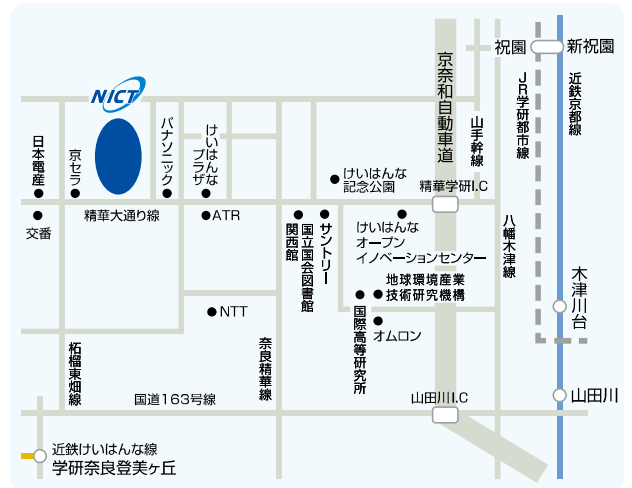 祝園
新祝園
京奈和自動車道
JR学研都市線
近鉄京都線
NICT
山手幹線
日本電産
京セラ
パナソニック
けいはんな
プラザ
けいはんな
記念公園
精華学研I.C
交番
精華大通り線
ATR
国立国会図書館
関西館
サントリー
けいはんな
オープン
イノベーションセンター
八幡木津線
地球環境産業
技術研究機構
木津川台
NTT
国際高等研究所
オムロン
柘榴東畑線
奈良精華線
国道163号線
山田川I.C
山田川
近鉄けいはんな線
学研奈良登美ヶ丘